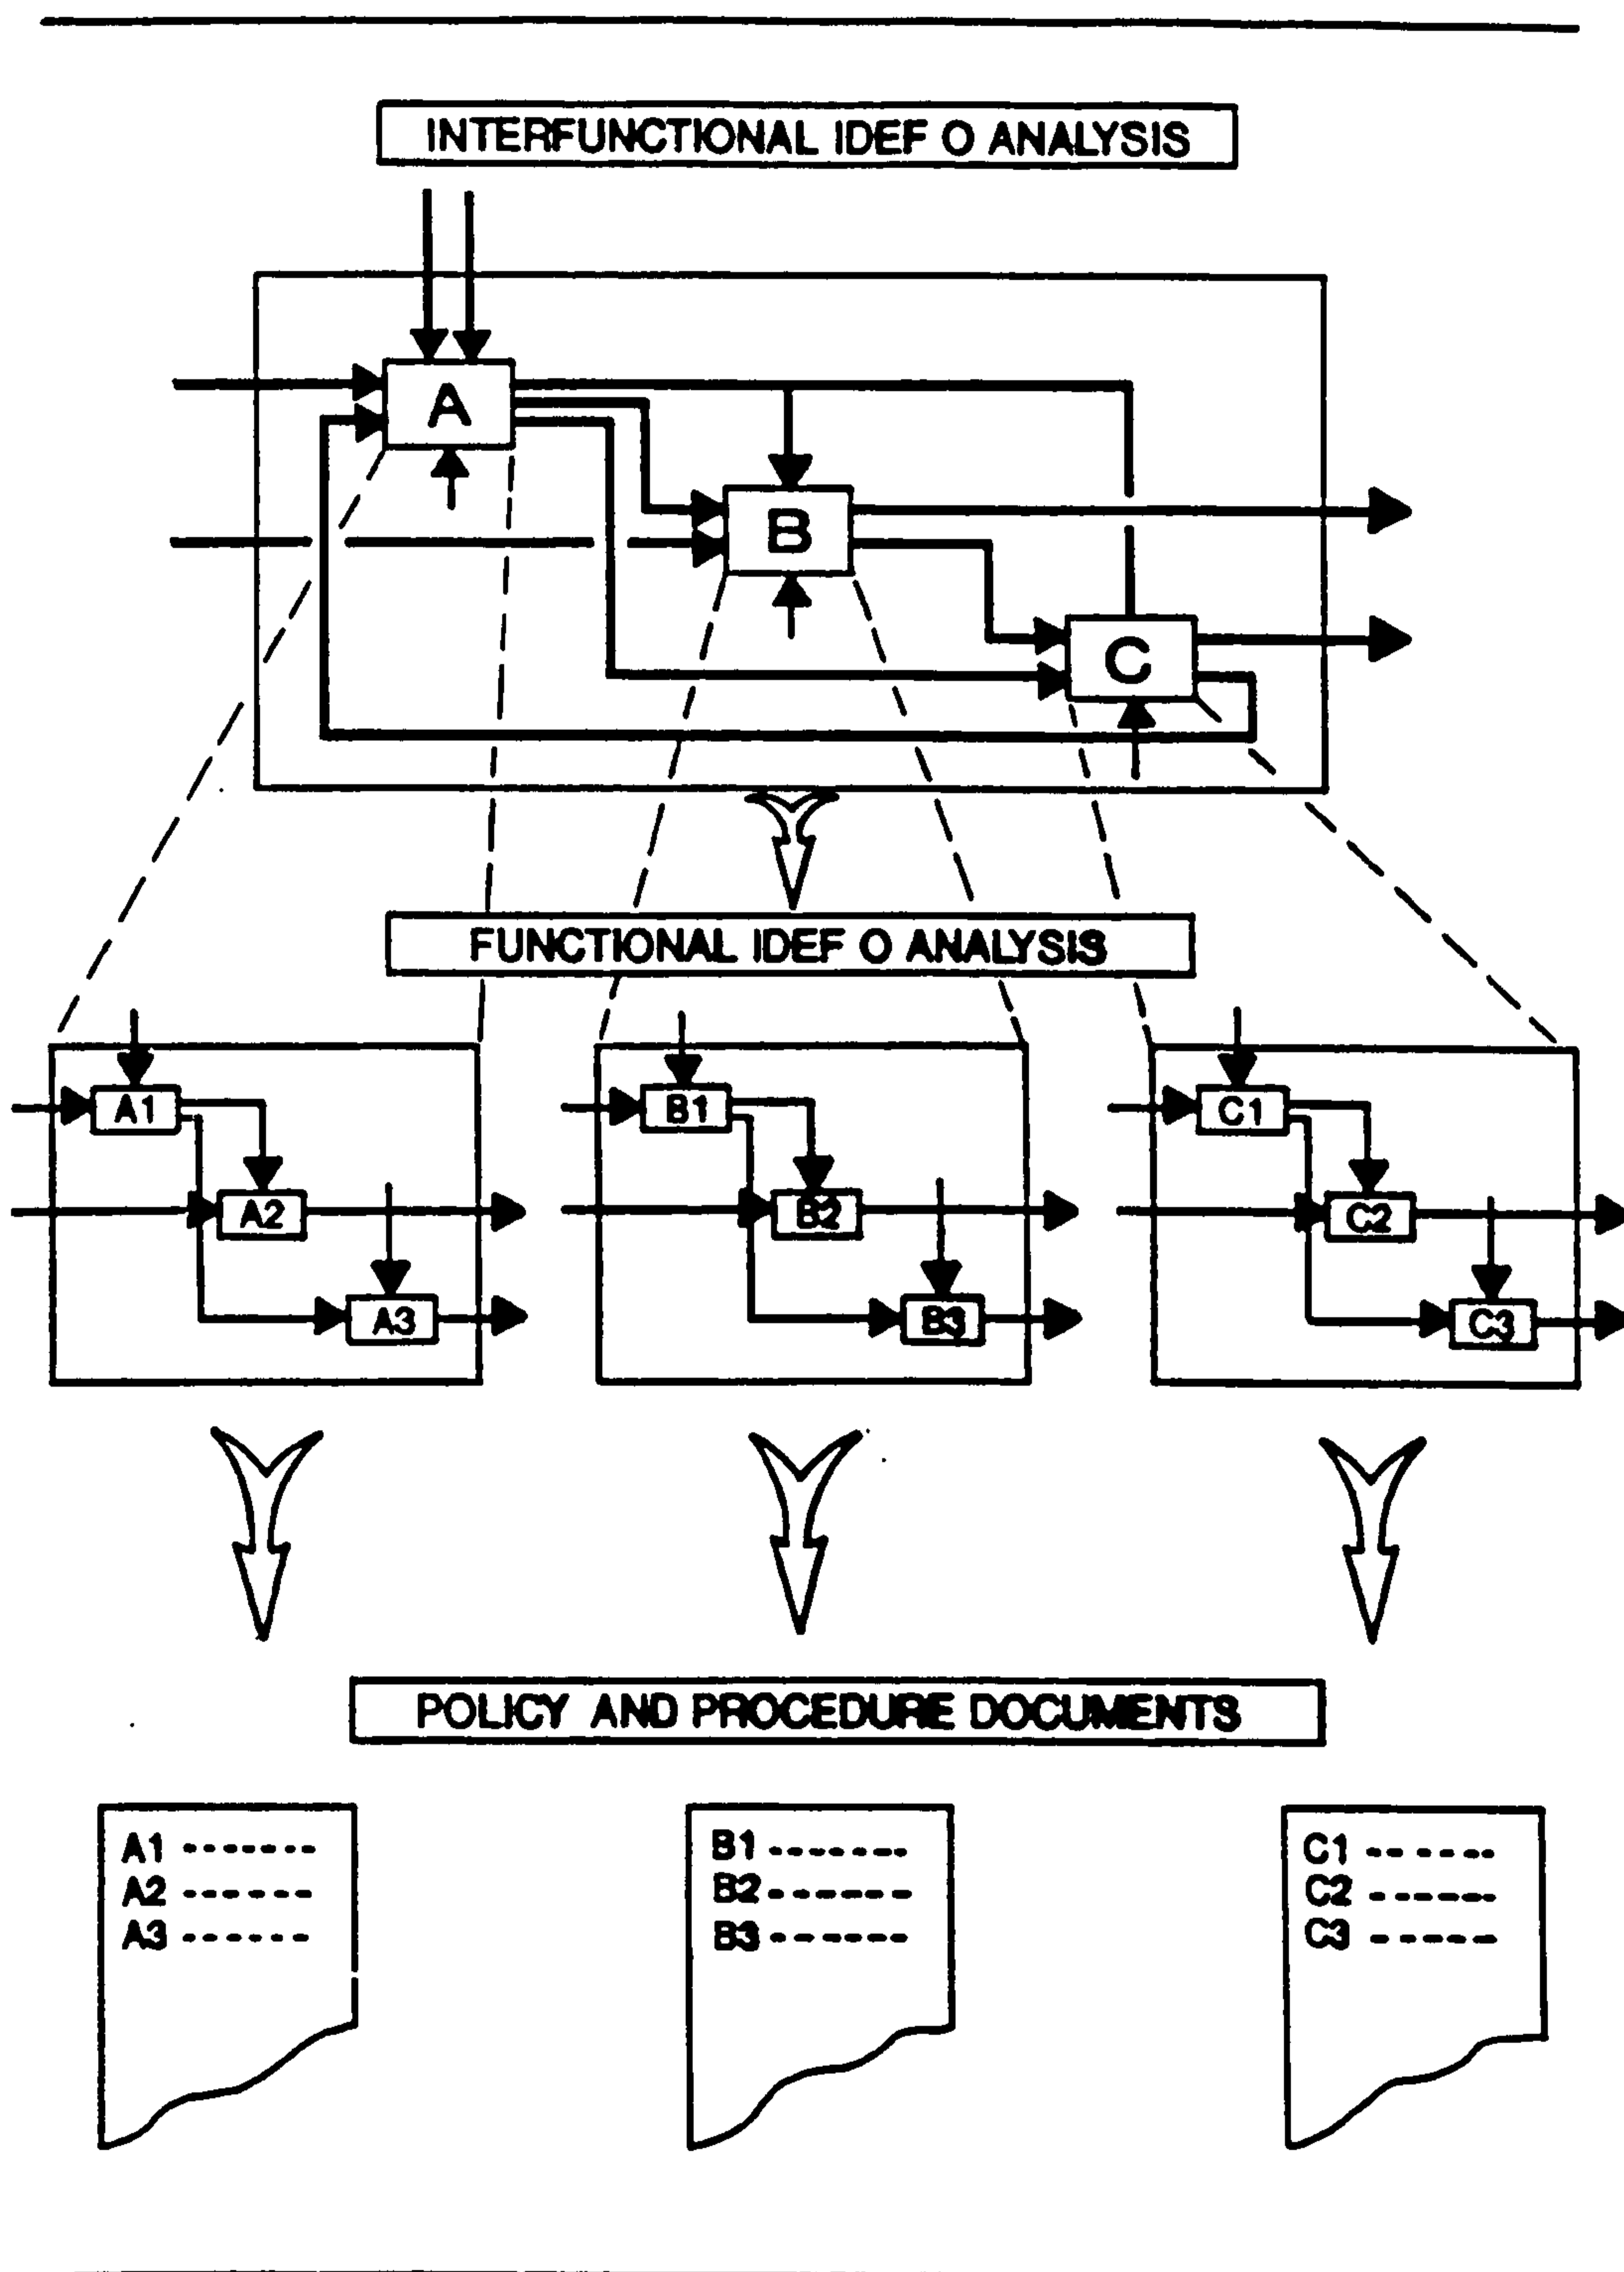 INTERFUNCTIONAL IDEF O ANALYSIS
A
B
C
FUNCTIONAL IDEF O ANALYSIS
A1
A2
A3
B1
B2
B3
C1
C2
C3
POLICY AND PROCEDURE DOCUMENTS
A1 -------
A2 ------
A3 ------
B1 -------
B2 ------
B3 ------
C1 ------
C2 ------
C3 ------